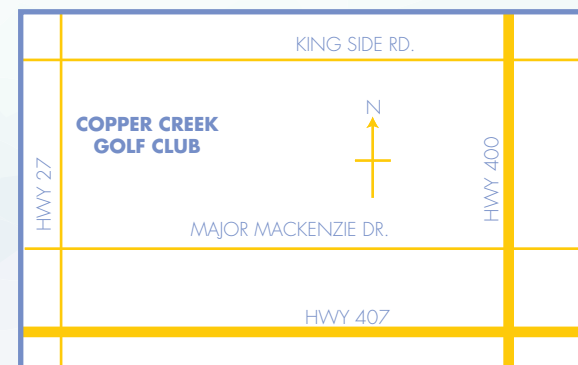 KING SIDE RD.
COPPER CREEK
GOLF CLUB
N
HWY 27
HWY 400
MAJOR MACKENZIE DR.
HWY 407